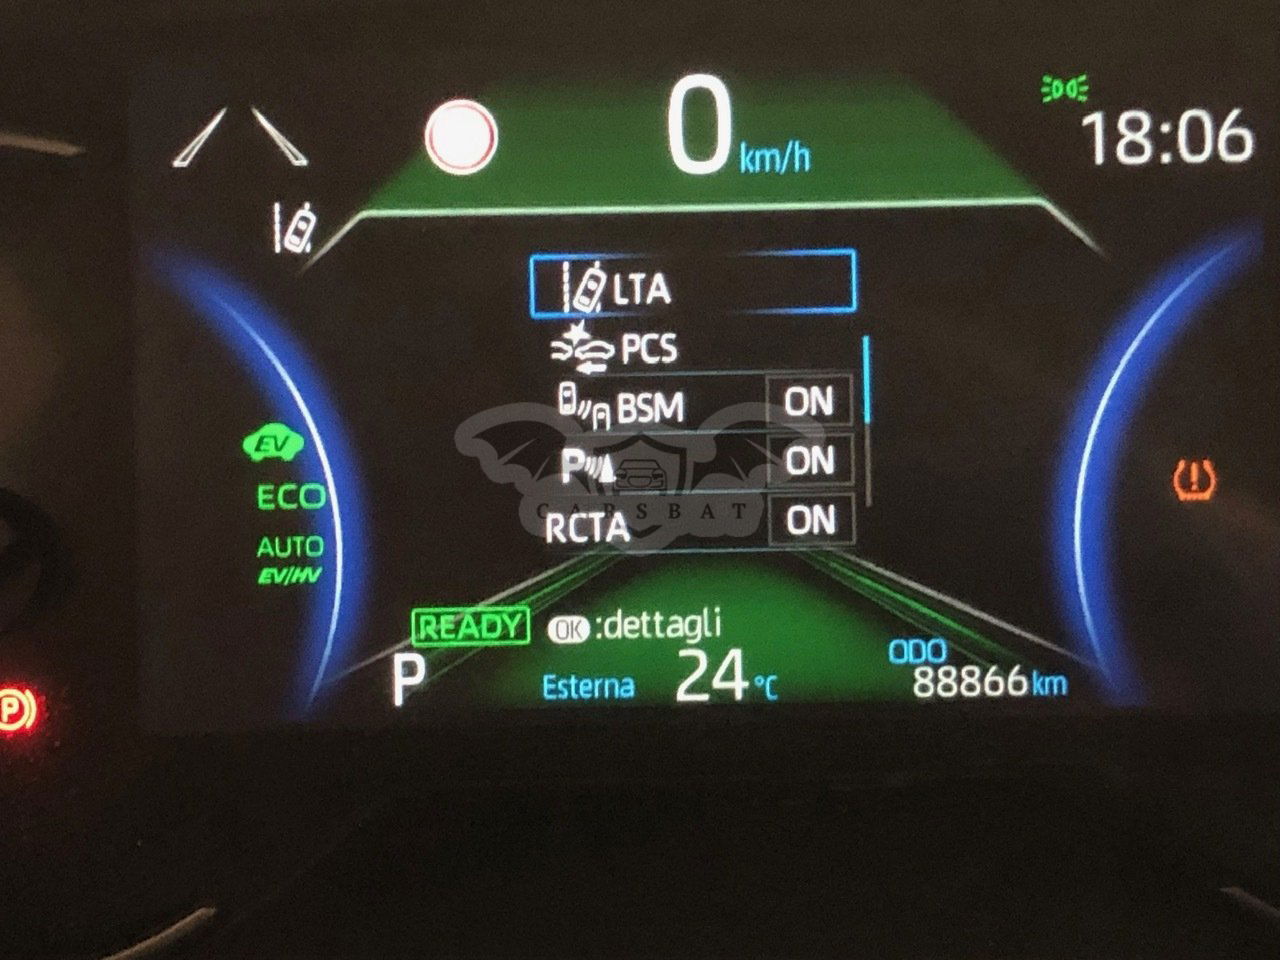 0 km/h
18:06
LTA
PCS
BSM ON
P ON
RCTA ON
CARSBAT
EV
ECO
AUTO
EV/HV
READY OK :dettagli
P
Esterna 24 °C
ODO
88866 km
P